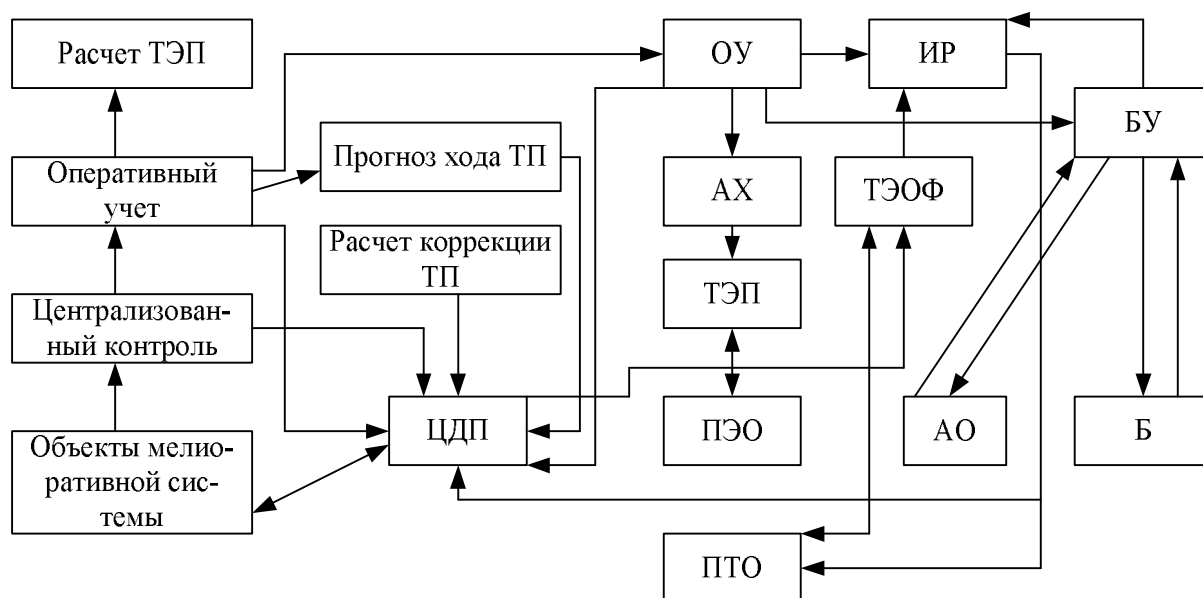 Расчет ТЭП
ОУ
ИР
БУ
Оперативный
учет
Прогноз хода ТП
АХ
ТЭОФ
Расчет коррекции
ТП
ТЭП
Централизован-
ный контроль
ЦДП
ПЭО
АО
Б
Объекты мелио-
ративной сис-
темы
ПТО